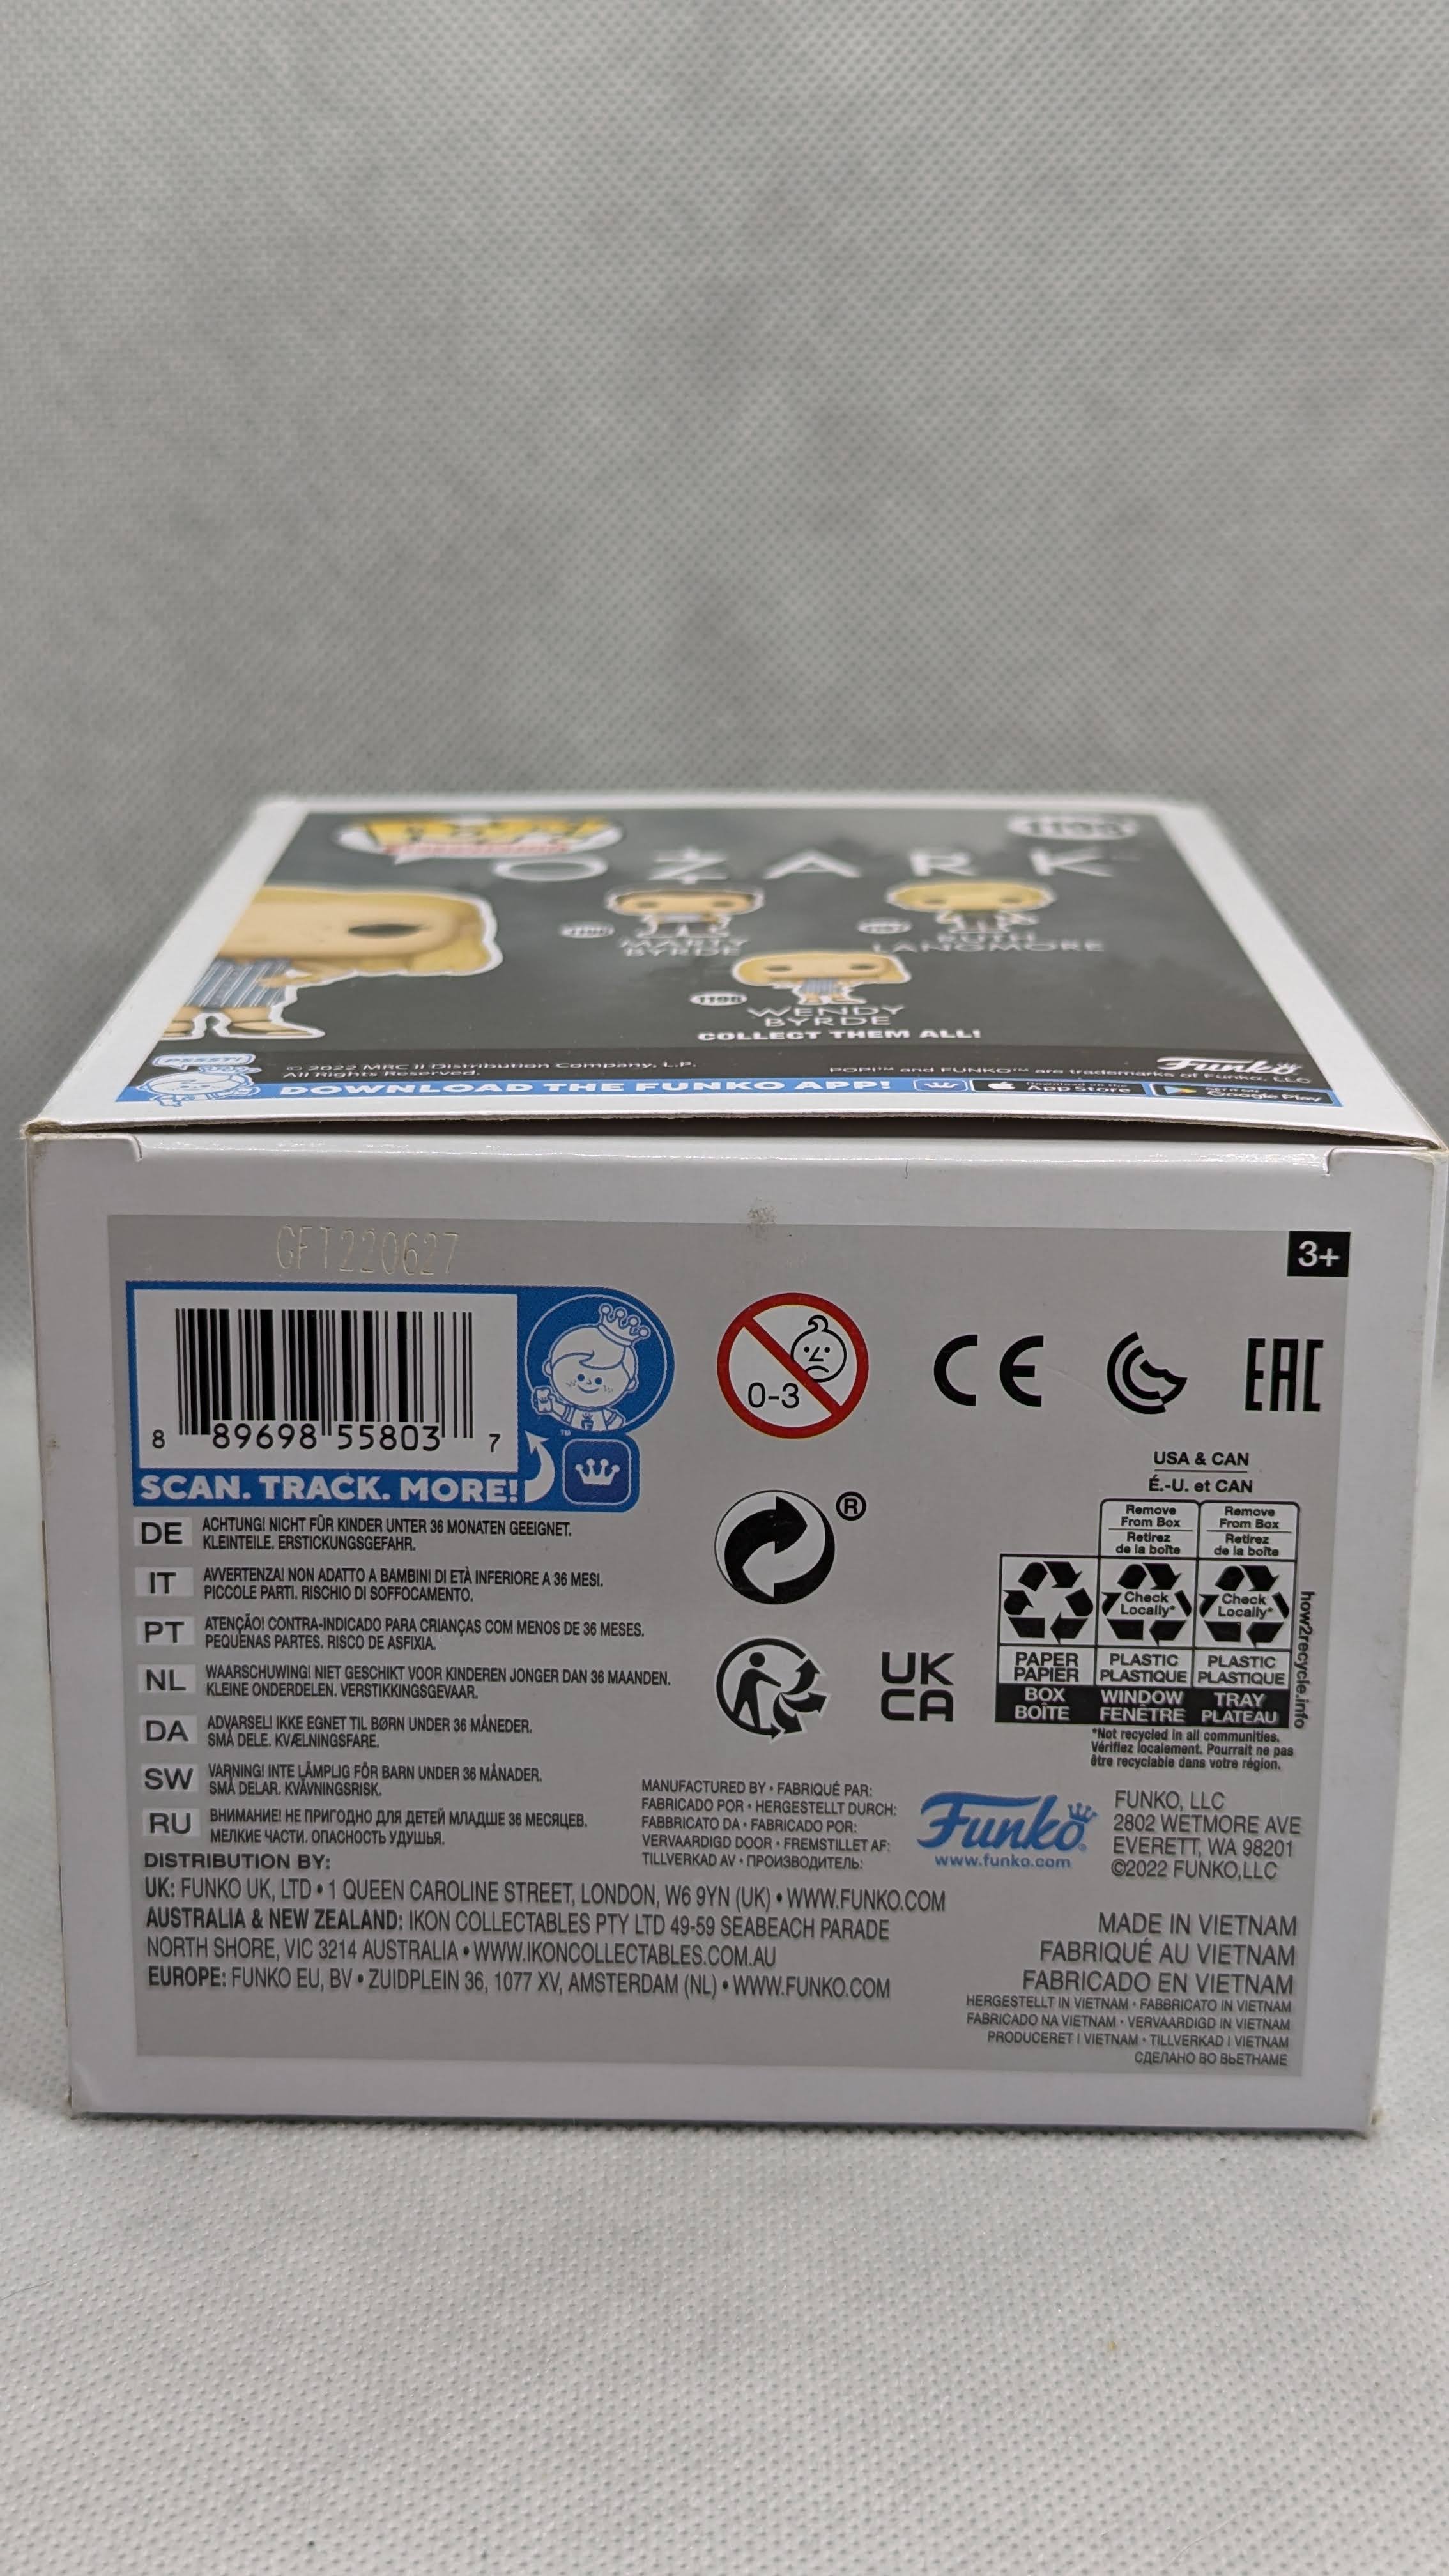 POP!
OZARK
MARTY
BYRDE
RUTH
LANGMORE
1198
WENDY
BYRDE
COLLECT THEM ALL!
PSSST!
© 2022 MRC II Distribution Company, L.P.
All Rights Reserved.
POP!™ and FUNKO™ are trademarks of Funko, LLC
Funko
DOWNLOAD THE FUNKO APP!
Download on the
App Store
Google Play
GFT220627
3+
8 89698 55803 7
TM
SCAN. TRACK. MORE!
0-3
CE
EAC
®
UK
CA
USA & CAN
É.-U. et CAN
Remove
From Box
Retirez
de la boîte
Remove
From Box
Retirez
de la boîte
Check
Locally*
Check
Locally*
PAPER
PAPIER
PLASTIC
PLASTIQUE
PLASTIC
PLASTIQUE
BOX
BOÎTE
WINDOW
FENÊTRE
TRAY
PLATEAU
how2recycle.info
*Not recycled in all communities.
Vérifiez localement. Pourrait ne pas
être recyclable dans votre région.
DE ACHTUNG! NICHT FÜR KINDER UNTER 36 MONATEN GEEIGNET.
KLEINTEILE. ERSTICKUNGSGEFAHR.
IT AVVERTENZA! NON ADATTO A BAMBINI DI ETÀ INFERIORE A 36 MESI.
PICCOLE PARTI. RISCHIO DI SOFFOCAMENTO.
PT ATENÇÃO! CONTRA-INDICADO PARA CRIANÇAS COM MENOS DE 36 MESES.
PEQUENAS PARTES. RISCO DE ASFIXIA.
NL WAARSCHUWING! NIET GESCHIKT VOOR KINDEREN JONGER DAN 36 MAANDEN.
KLEINE ONDERDELEN. VERSTIKKINGSGEVAAR.
DA ADVARSEL! IKKE EGNET TIL BØRN UNDER 36 MÅNEDER.
SMÅ DELE. KVÆLNINGSFARE.
SW VARNING! INTE LÄMPLIG FÖR BARN UNDER 36 MÅNADER.
SMÅ DELAR. KVÄVNINGSRISK.
RU ВНИМАНИЕ! НЕ ПРИГОДНО ДЛЯ ДЕТЕЙ МЛАДШЕ 36 МЕСЯЦЕВ.
МЕЛКИЕ ЧАСТИ. ОПАСНОСТЬ УДУШЬЯ.
MANUFACTURED BY • FABRIQUÉ PAR:
FABRICADO POR • HERGESTELLT DURCH:
FABBRICATO DA • FABRICADO POR:
VERVAARDIGD DOOR • FREMSTILLET AF:
TILLVERKAD AV • ПРОИЗВОДИТЕЛЬ:
Funko
www.funko.com
FUNKO, LLC
2802 WETMORE AVE
EVERETT, WA 98201
©2022 FUNKO,LLC
DISTRIBUTION BY:
UK: FUNKO UK, LTD • 1 QUEEN CAROLINE STREET, LONDON, W6 9YN (UK) • WWW.FUNKO.COM
AUSTRALIA & NEW ZEALAND: IKON COLLECTABLES PTY LTD 49-59 SEABEACH PARADE
NORTH SHORE, VIC 3214 AUSTRALIA • WWW.IKONCOLLECTABLES.COM.AU
EUROPE: FUNKO EU, BV • ZUIDPLEIN 36, 1077 XV, AMSTERDAM (NL) • WWW.FUNKO.COM
MADE IN VIETNAM
FABRIQUÉ AU VIETNAM
FABRICADO EN VIETNAM
HERGESTELLT IN VIETNAM • FABBRICATO IN VIETNAM
FABRICADO NA VIETNAM • VERVAARDIGD IN VIETNAM
PRODUCERET I VIETNAM • TILLVERKAD I VIETNAM
СДЕЛАНО ВО ВЬЕТНАМЕ